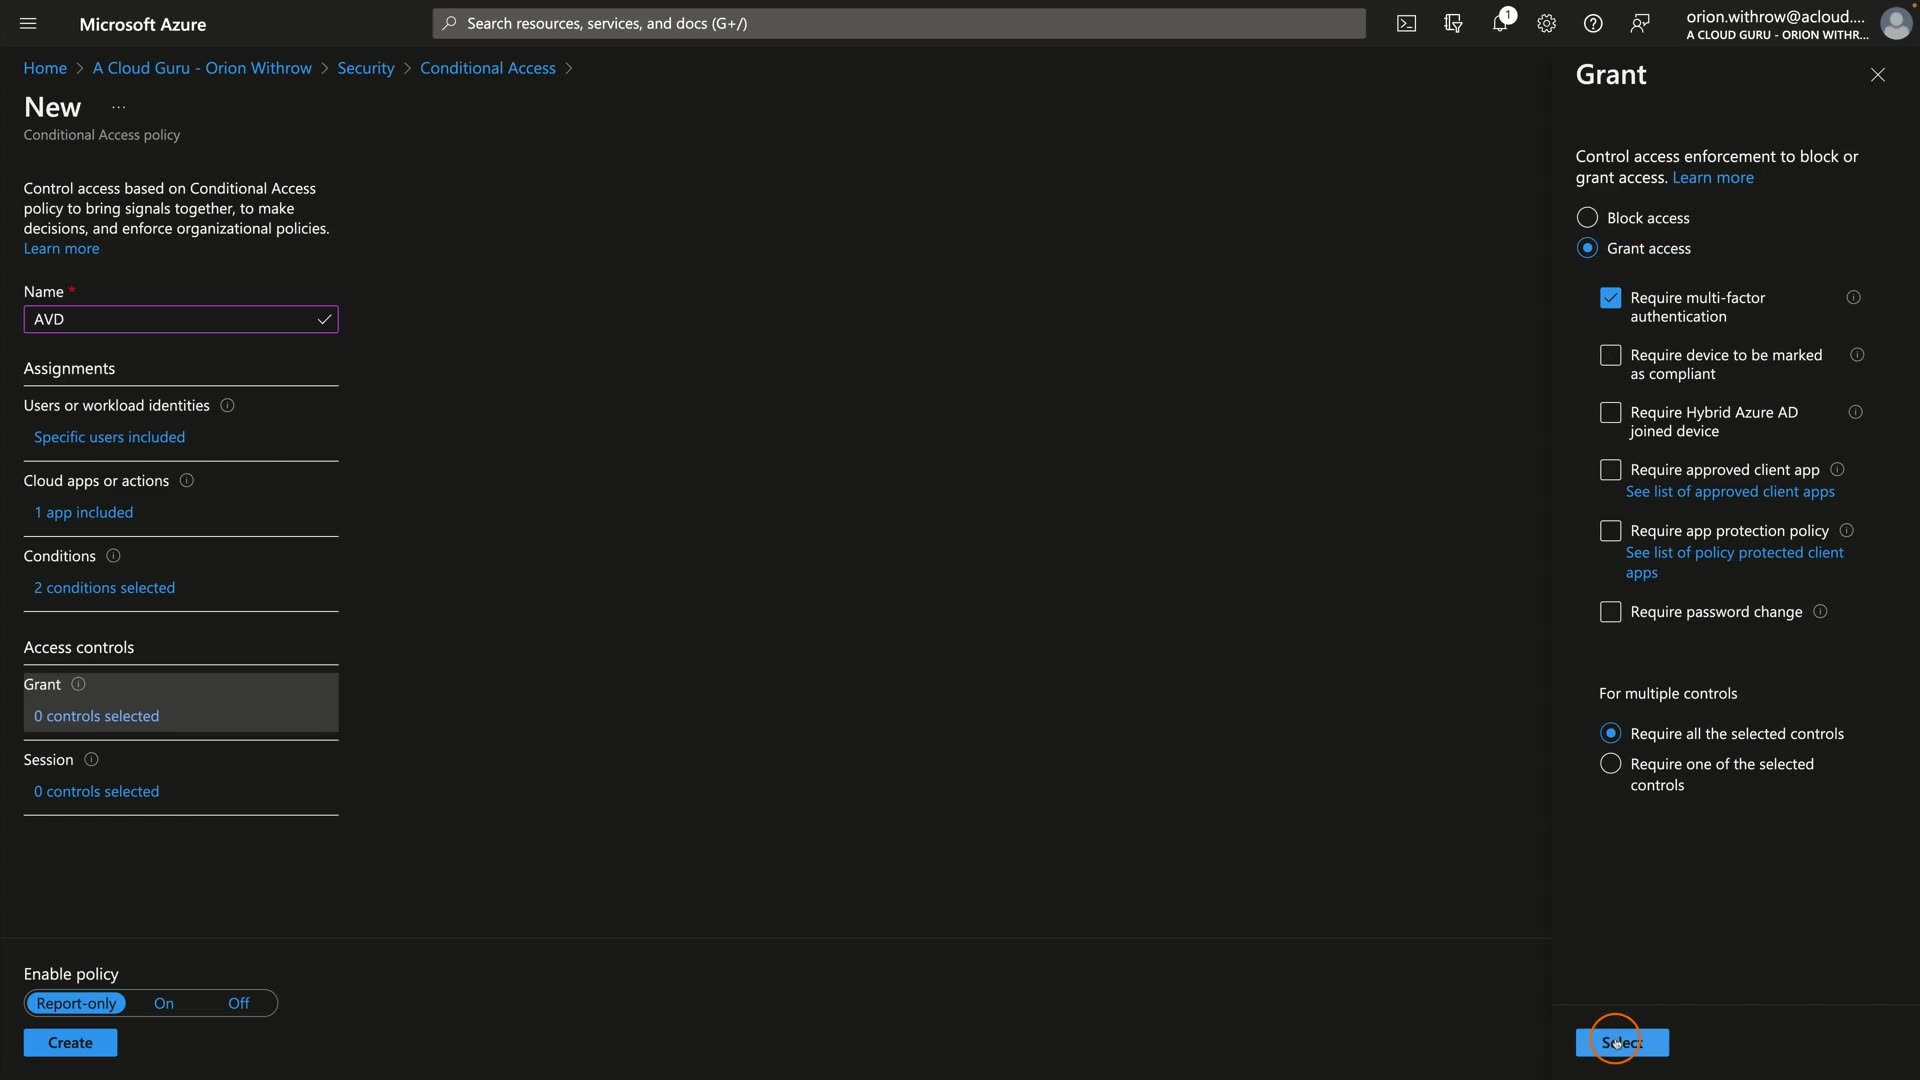 Microsoft Azure
Search resources, services, and docs (G+/)
1
orion.withrow@acloud....
A CLOUD GURU - ORION WITHR...
Home > A Cloud Guru - Orion Withrow > Security > Conditional Access >
New ...
Conditional Access policy
Control access based on Conditional Access
policy to bring signals together, to make
decisions, and enforce organizational policies.
Learn more
Name *
AVD
Assignments
Users or workload identities
Specific users included
Cloud apps or actions
1 app included
Conditions
2 conditions selected
Access controls
Grant
0 controls selected
Session
0 controls selected
Enable policy
Report-only On Off
Create
Grant
Control access enforcement to block or
grant access. Learn more
Block access
Grant access
Require multi-factor
authentication
Require device to be marked
as compliant
Require Hybrid Azure AD
joined device
Require approved client app
See list of approved client apps
Require app protection policy
See list of policy protected client
apps
Require password change
For multiple controls
Require all the selected controls
Require one of the selected
controls
Select